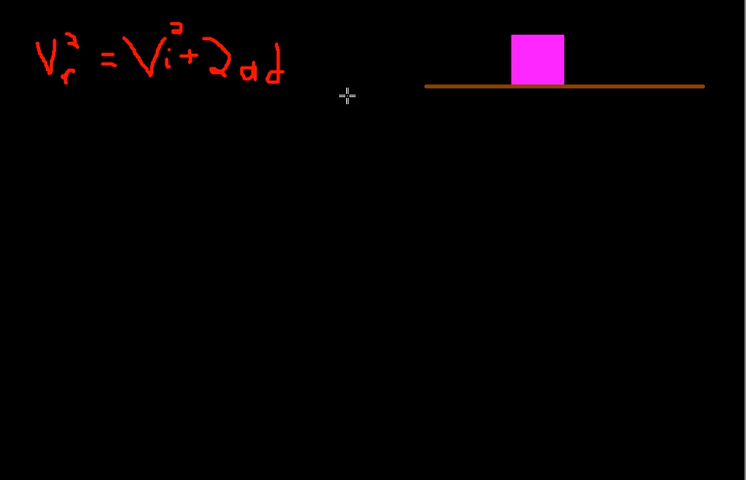 Vf² = Vi² + 2ad